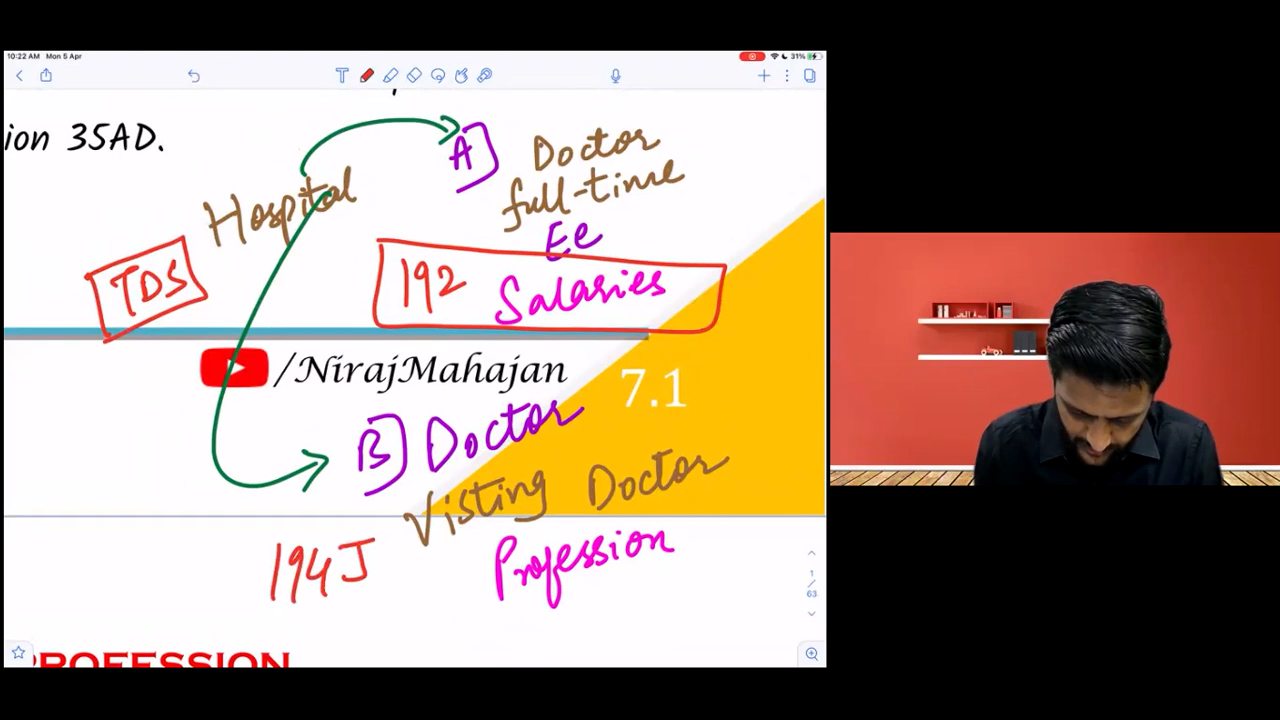 10:22 AM Mon 5 Apr
31%
T
ion 35AD.
A] Doctor
full-time
Hospital
Ee
TDS
192 Salaries
/NirajMahajan
7.1
B] Doctor
Visting Doctor
194J
Profession
1
/
63
PROFESSION